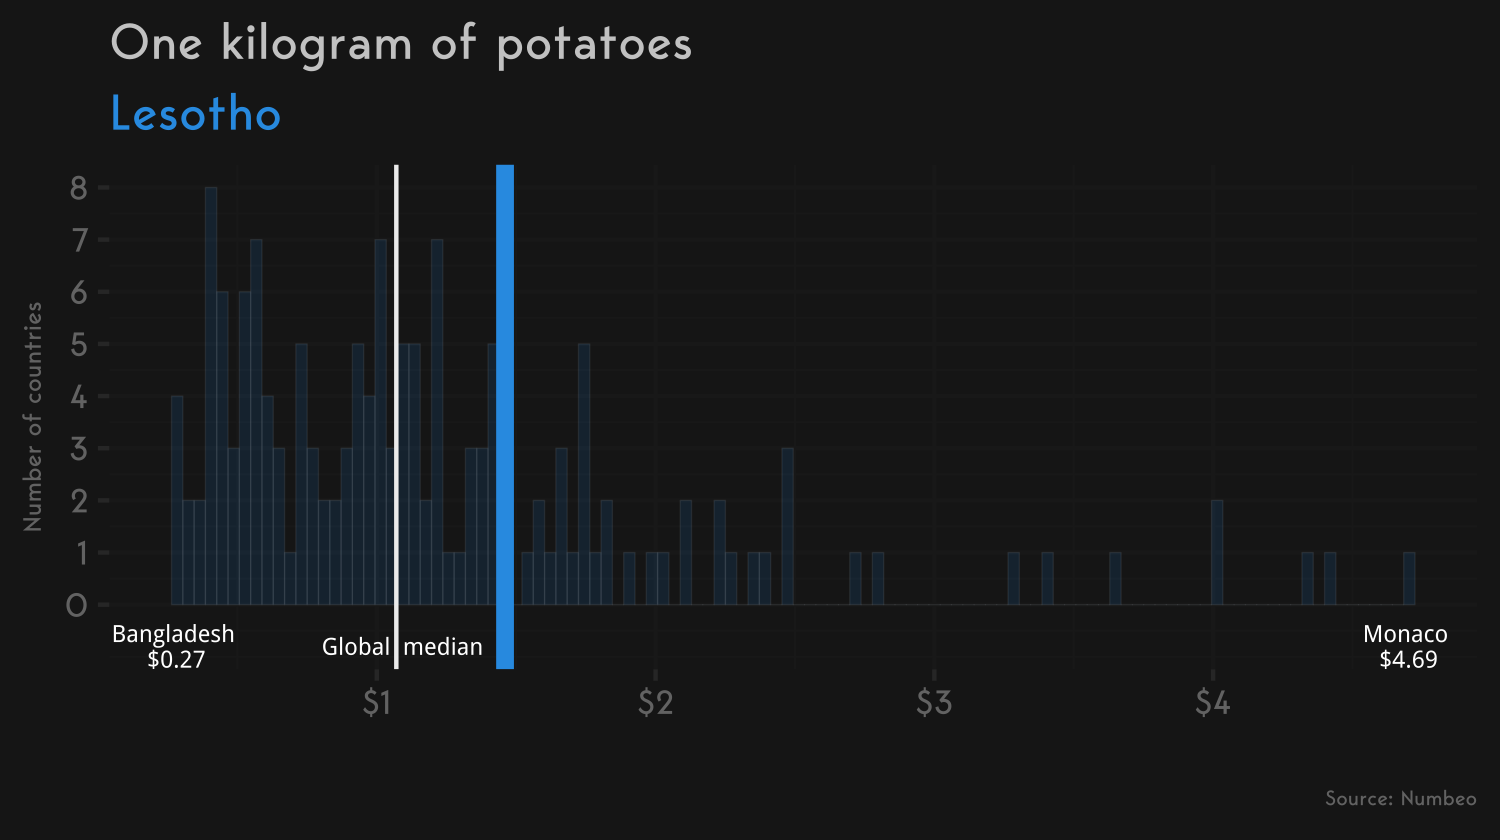 One kilogram of potatoes
Lesotho
Number of countries
8
7
6
5
4
3
2
1
0
Bangladesh
$0.27
Global median
Monaco
$4.69
$1 $2 $3 $4
Source: Numbeo